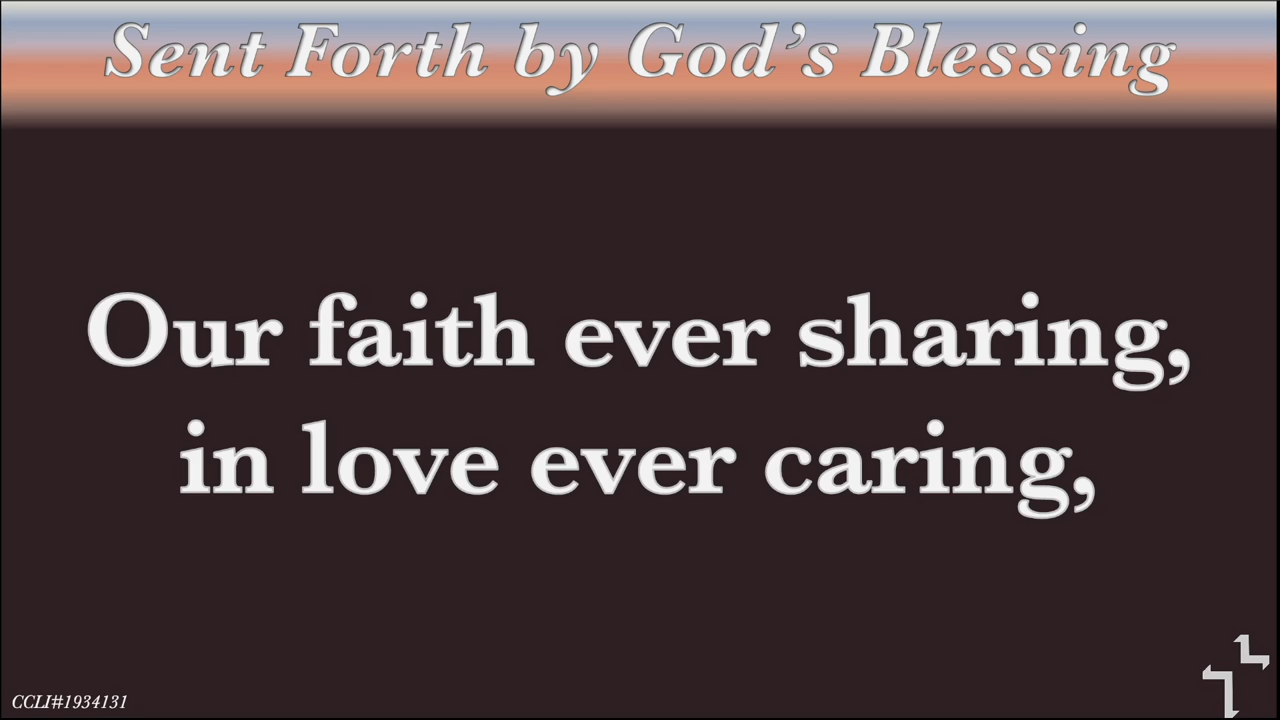 Sent Forth by God’s Blessing
Our faith ever sharing,
in love ever caring,
CCLI#1934131